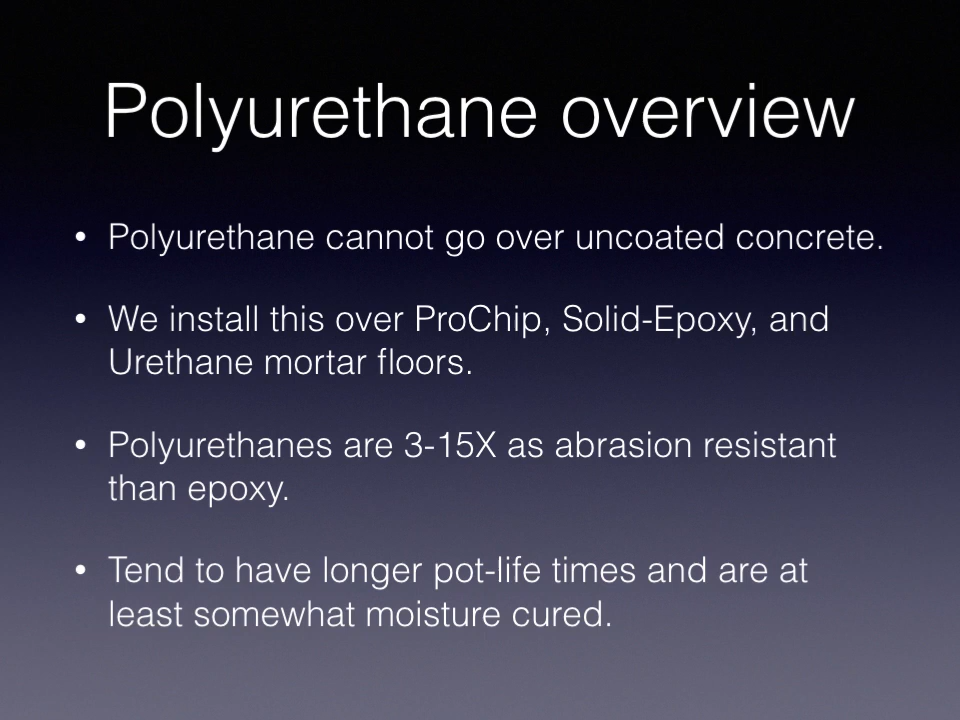 Polyurethane overview
• Polyurethane cannot go over uncoated concrete.
• We install this over ProChip, Solid-Epoxy, and
Urethane mortar floors.
• Polyurethanes are 3-15X as abrasion resistant
than epoxy.
• Tend to have longer pot-life times and are at
least somewhat moisture cured.